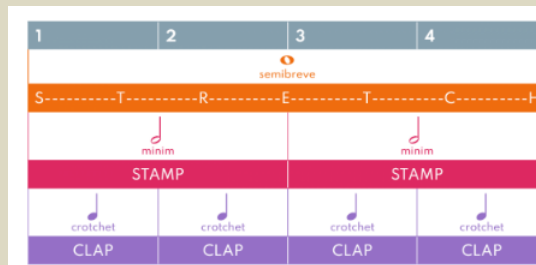 1 2 3 4
semibreve
S----------T----------R----------E----------T----------C----------H
minim minim
STAMP STAMP
crotchet crotchet crotchet crotchet
CLAP CLAP CLAP CLAP